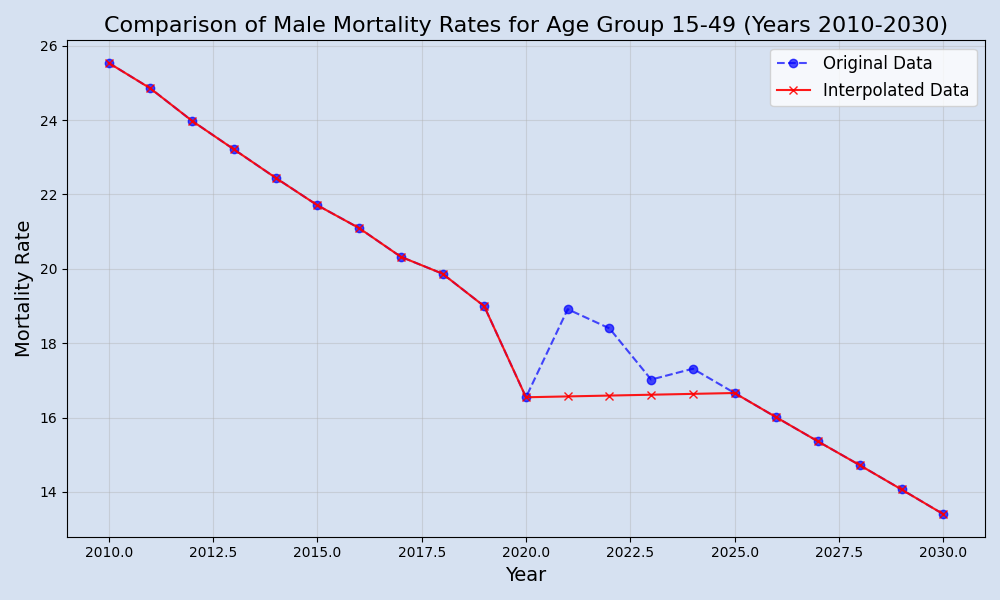 Comparison of Male Mortality Rates for Age Group 15-49 (Years 2010-2030)
Original Data
Interpolated Data
Mortality Rate
26
24
22
20
18
16
14
2010.0 2012.5 2015.0 2017.5 2020.0 2022.5 2025.0 2027.5 2030.0
Year